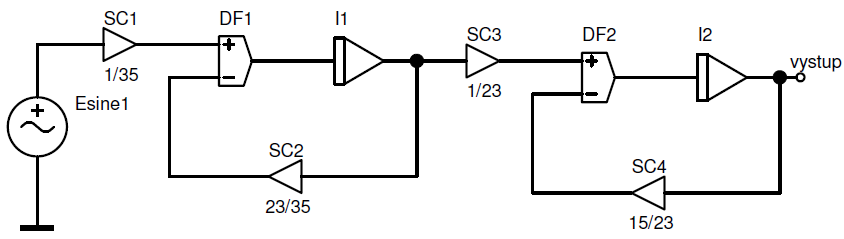 SC1
DF1
I1
SC3
DF2
I2
vystup
1/35
1/23
Esine1
SC2
SC4
23/35
15/23